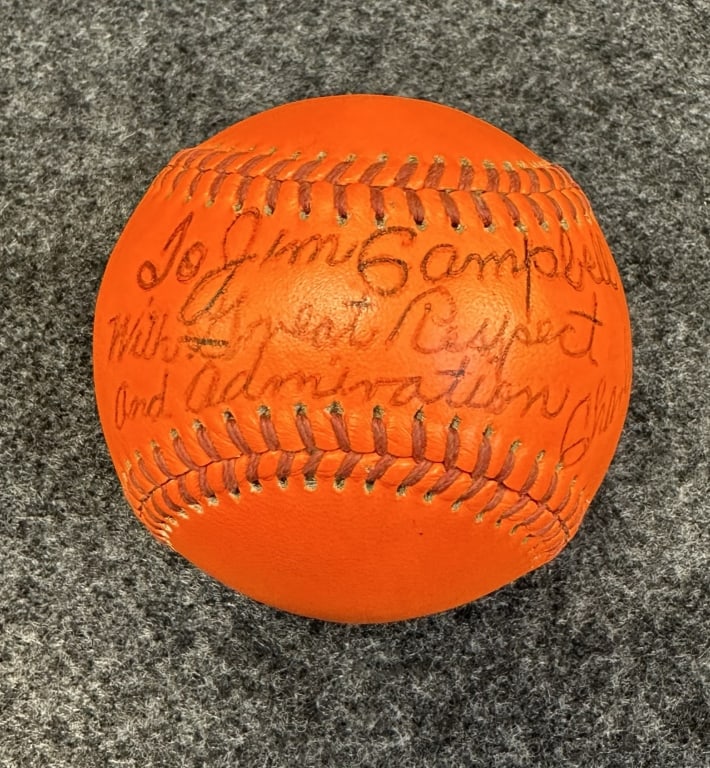 To Jim Campbell
With Great Respect
And Admiration